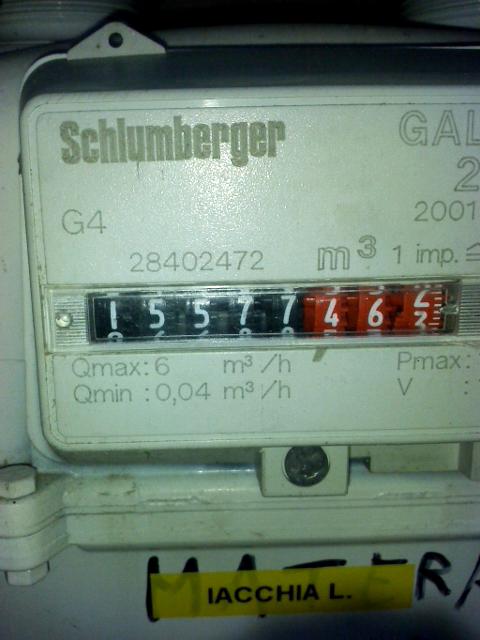 Schlumberger
GAL
2
2001
G4
28402472 m³ 1 imp. ≙
1 5 5 7 7 4 6 2
Qmax: 6 m³/h Pmax:
Qmin : 0,04 m³/h V :
IACCHIA L.